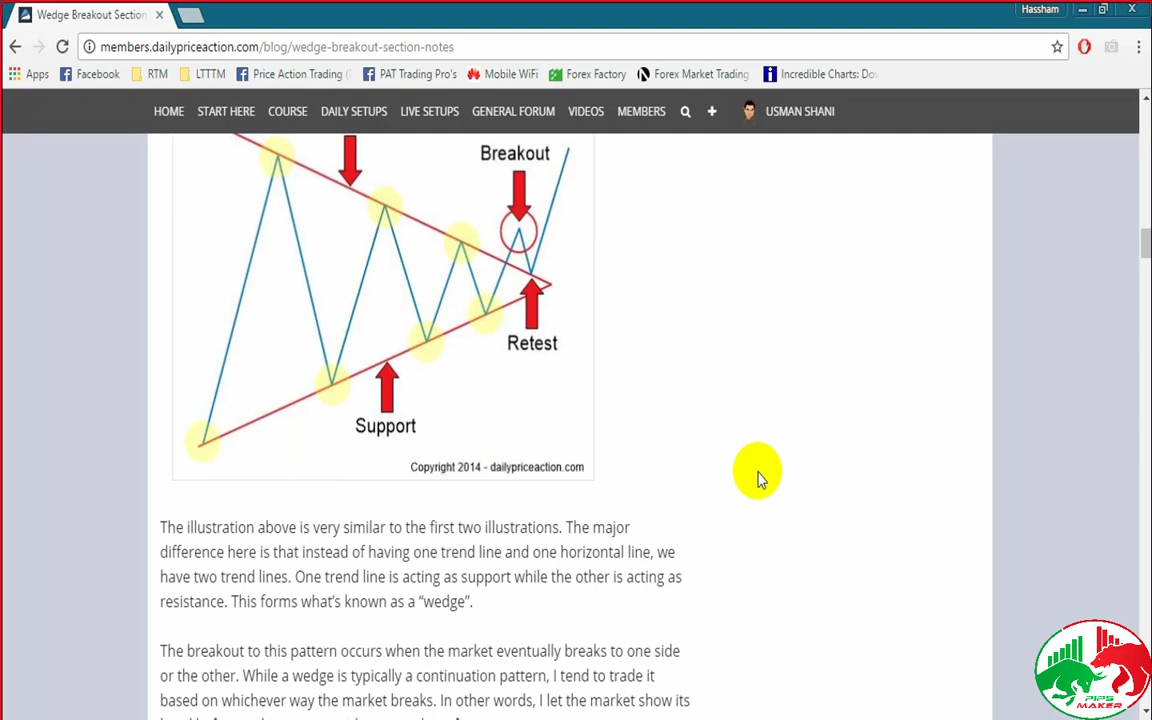 Hassham
Wedge Breakout Section
members.dailypriceaction.com/blog/wedge-breakout-section-notes
Apps Facebook RTM LTTTM Price Action Trading ( PAT Trading Pro's Mobile WiFi Forex Factory Forex Market Trading Incredible Charts: Do
HOME START HERE COURSE DAILY SETUPS LIVE SETUPS GENERAL FORUM VIDEOS MEMBERS USMAN SHANI
Breakout
Retest
Support
Copyright 2014 - dailypriceaction.com
The illustration above is very similar to the first two illustrations. The major
difference here is that instead of having one trend line and one horizontal line, we
have two trend lines. One trend line is acting as support while the other is acting as
resistance. This forms what's known as a “wedge”.
The breakout to this pattern occurs when the market eventually breaks to one side
or the other. While a wedge is typically a continuation pattern, I tend to trade it
based on whichever way the market breaks. In other words, I let the market show its
PIPS
MAKER